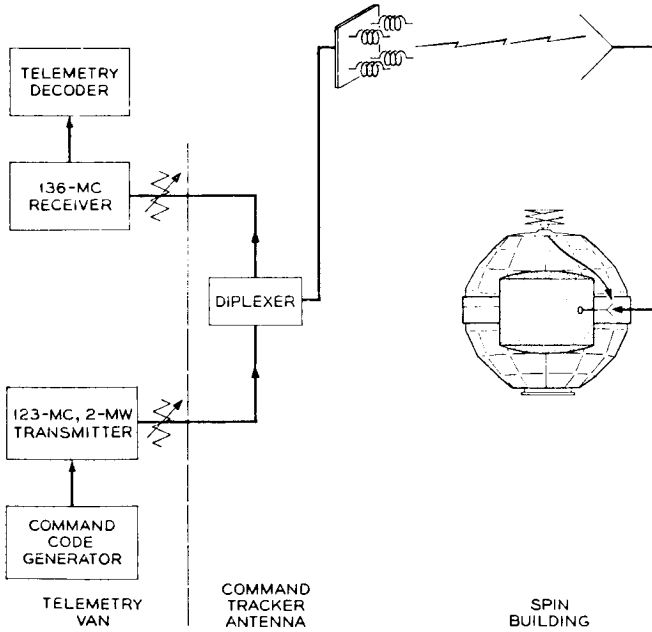 TELEMETRY
DECODER
136-MC
RECEIVER
DIPLEXER
123-MC, 2-MW
TRANSMITTER
COMMAND
CODE
GENERATOR
TELEMETRY
VAN
COMMAND
TRACKER
ANTENNA
SPIN
BUILDING